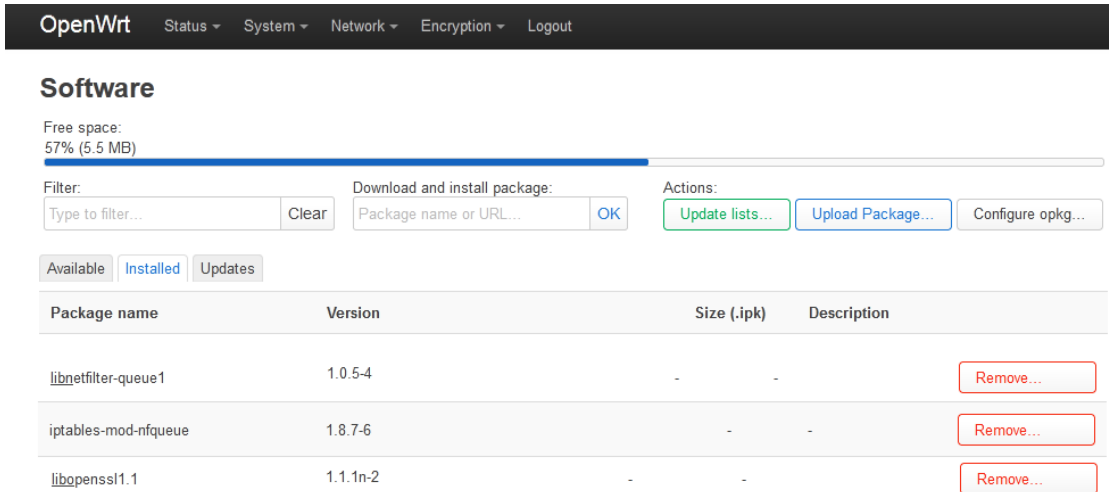 OpenWrt Status System Network Encryption Logout
Software
Free space:
57% (5.5 MB)
Filter: Download and install package: Actions:
Type to filter... Clear Package name or URL... OK Update lists... Upload Package... Configure opkg...
Available Installed Updates
Package name Version Size (.ipk) Description
libnetfilter-queue1 1.0.5-4 - - Remove...
iptables-mod-nfqueue 1.8.7-6 - - Remove...
libopenssl1.1 1.1.1n-2 - - Remove...